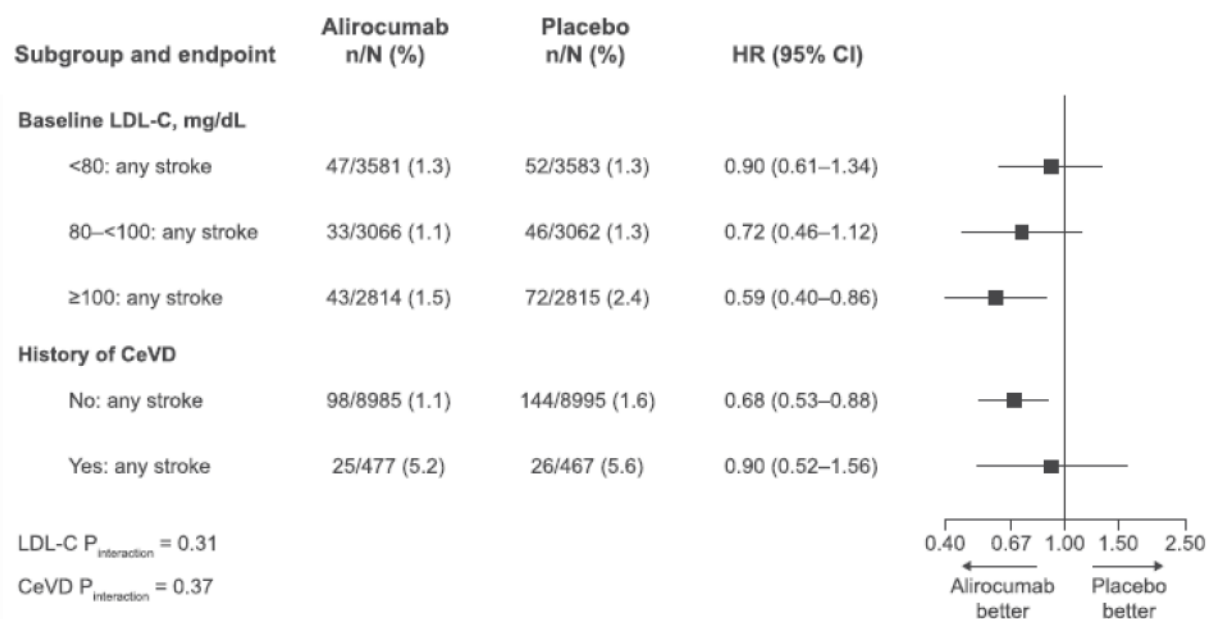 Alirocumab Placebo
Subgroup and endpoint n/N (%) n/N (%) HR (95% CI)
Baseline LDL-C, mg/dL
<80: any stroke 47/3581 (1.3) 52/3583 (1.3) 0.90 (0.61–1.34)
80–<100: any stroke 33/3066 (1.1) 46/3062 (1.3) 0.72 (0.46–1.12)
≥100: any stroke 43/2814 (1.5) 72/2815 (2.4) 0.59 (0.40–0.86)
History of CeVD
No: any stroke 98/8985 (1.1) 144/8995 (1.6) 0.68 (0.53–0.88)
Yes: any stroke 25/477 (5.2) 26/467 (5.6) 0.90 (0.52–1.56)
LDL-C Pinteraction = 0.31
CeVD Pinteraction = 0.37
0.40 0.67 1.00 1.50 2.50
Alirocumab better
Placebo better